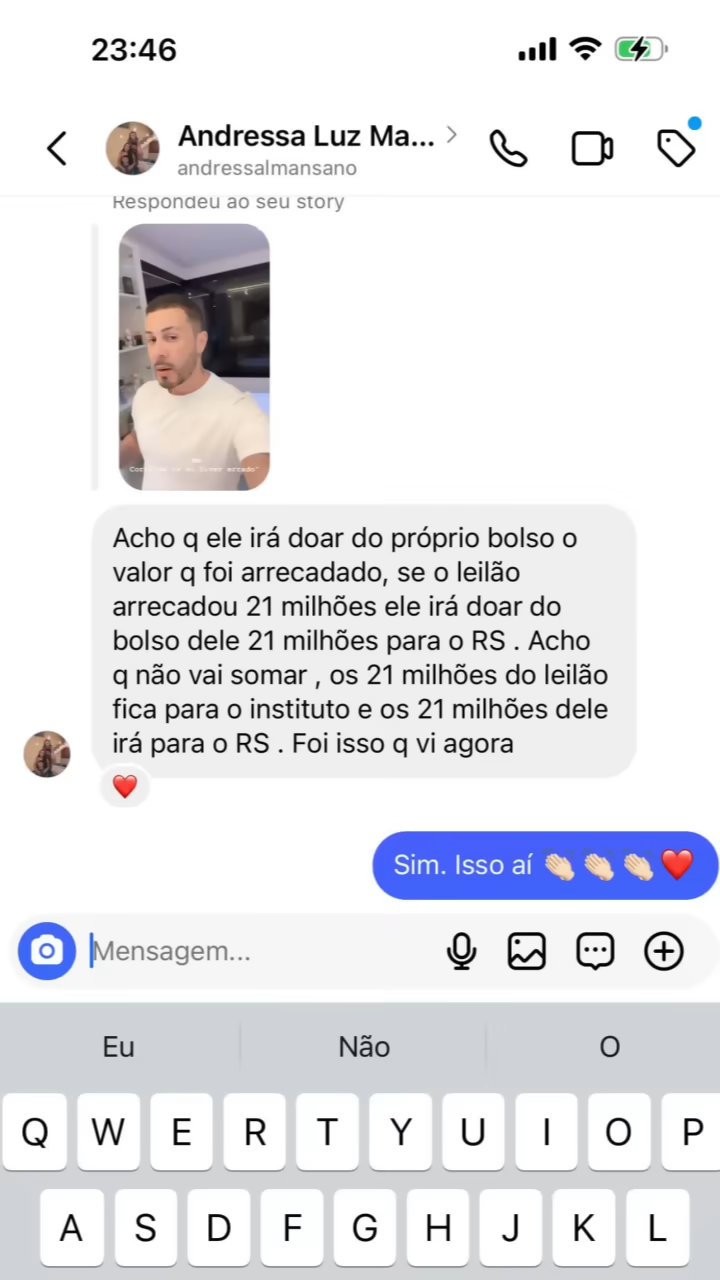 23:46
Andressa Luz Ma...
andressalmansano
Respondeu ao seu story
Acho q ele irá doar do próprio bolso o
valor q foi arrecadado, se o leilão
arrecadou 21 milhões ele irá doar do
bolso dele 21 milhões para o RS . Acho
q não vai somar , os 21 milhões do leilão
fica para o instituto e os 21 milhões dele
irá para o RS . Foi isso q vi agora
Sim. Isso aí 👏🏻👏🏻👏🏻❤️
Mensagem...
Eu Não O
Q W E R T Y U I O P
A S D F G H J K L